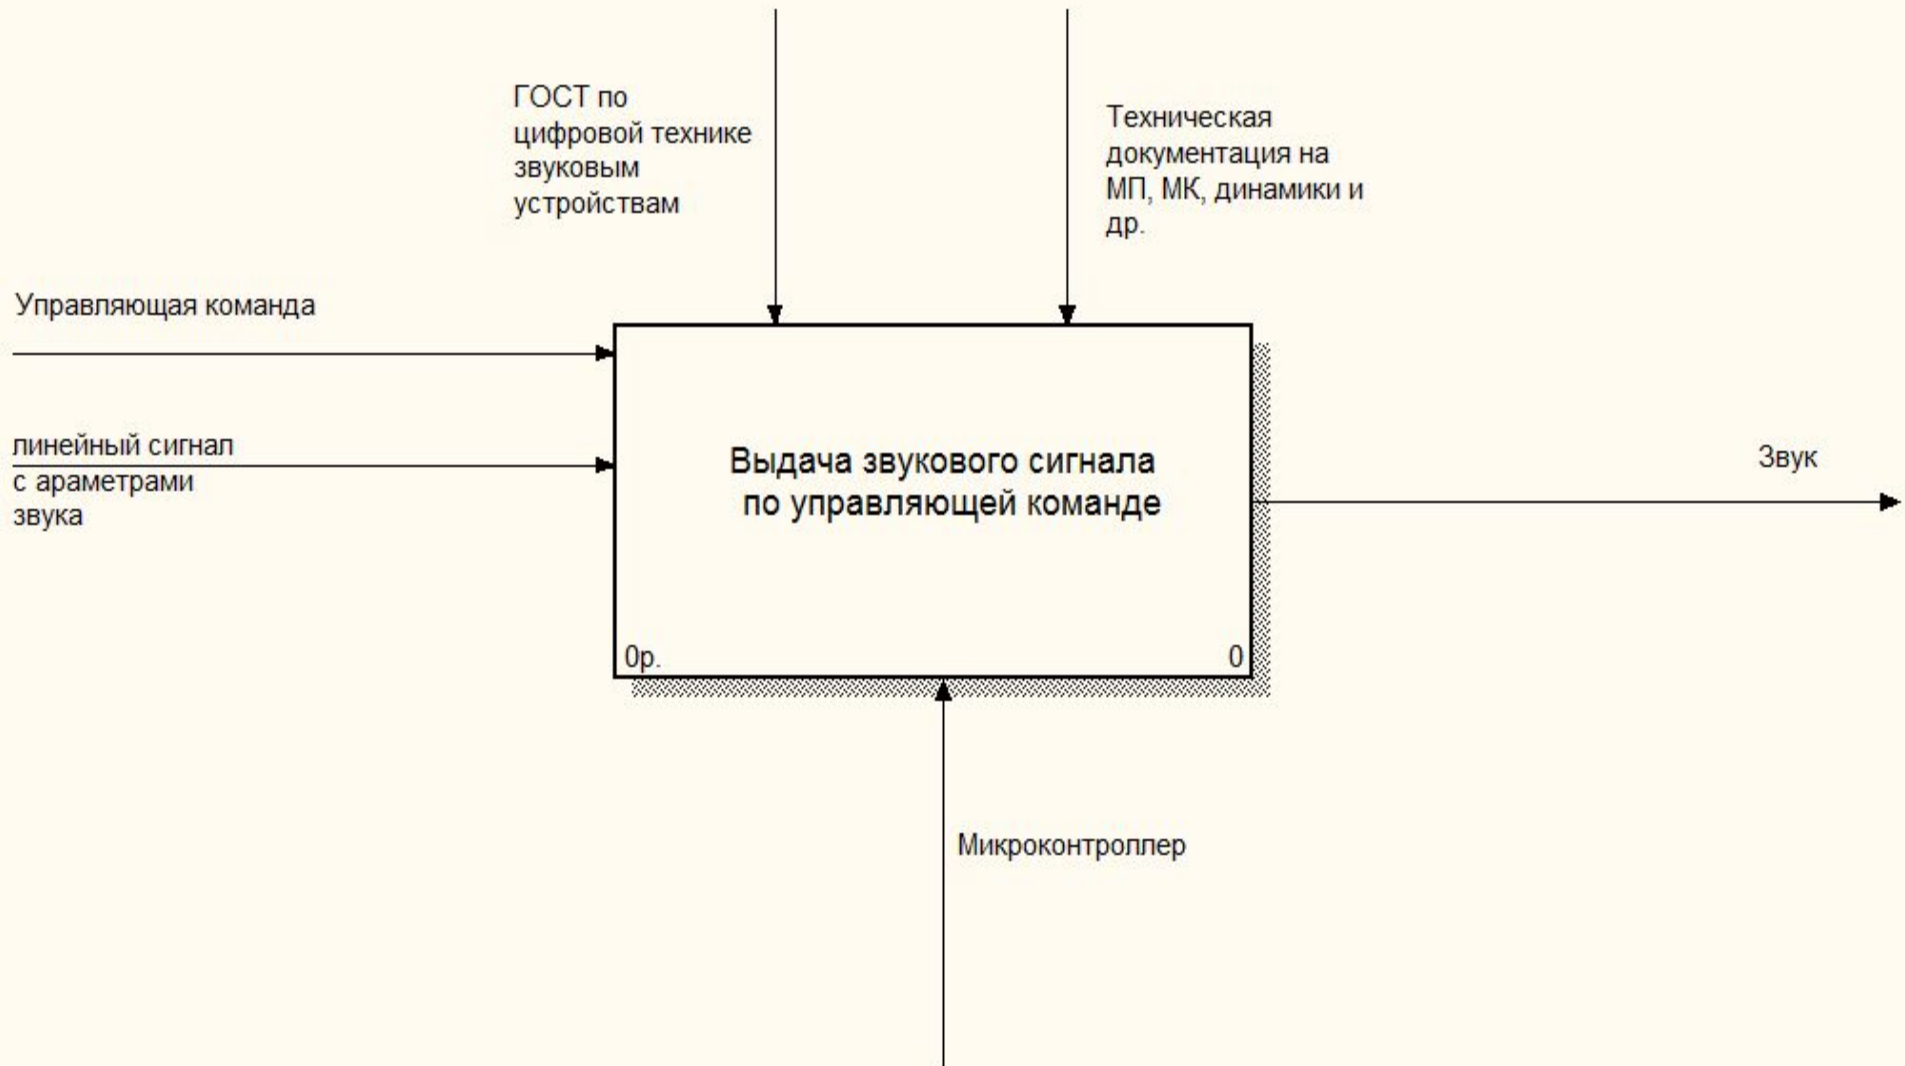 ГОСТ по
цифровой технике
звуковым
устройствам
Техническая
документация на
МП, МК, динамики и
др.
Управляющая команда
линейный сигнал
с араметрами
звука
Выдача звукового сигнала
по управляющей команде
0р.
0
Звук
Микроконтроллер